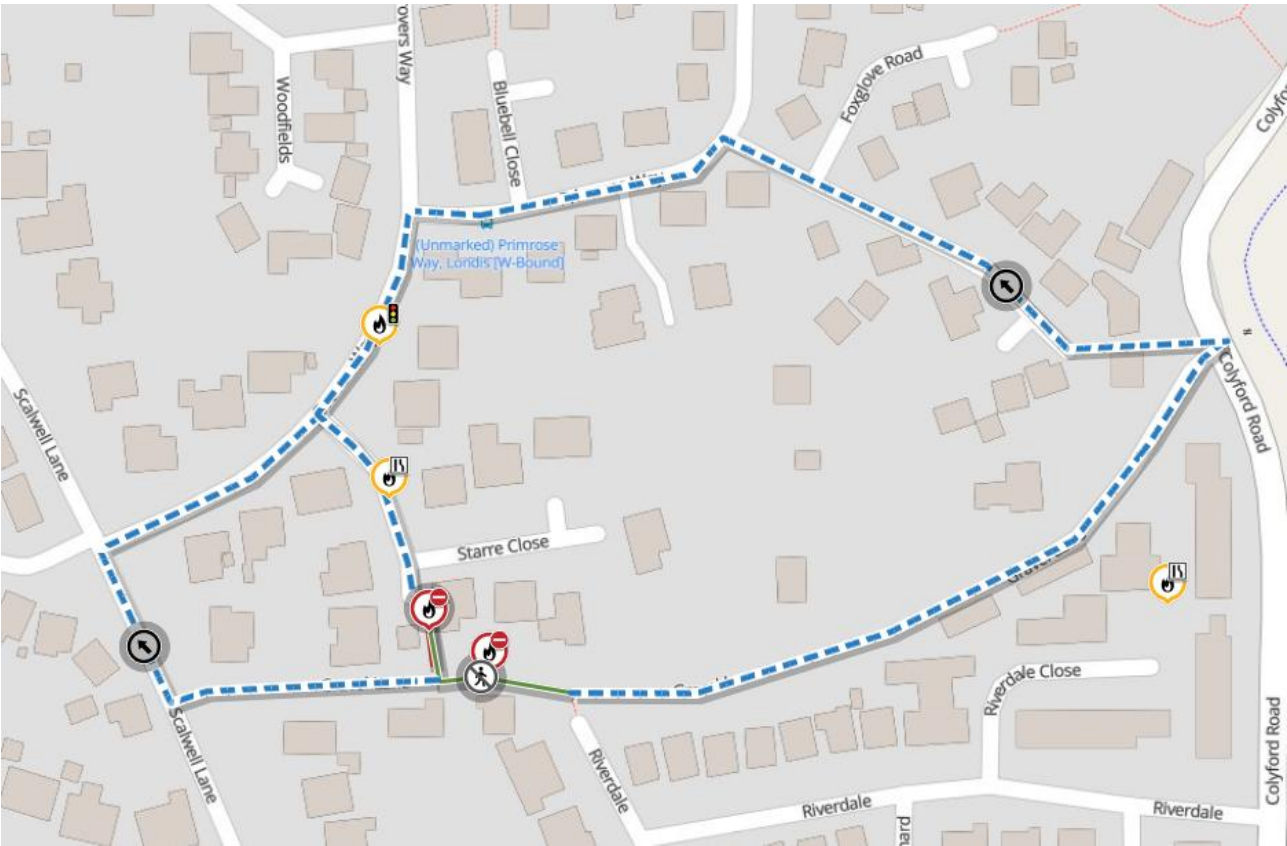 overs Way
Woodfields
Bluebell Close
Foxglove Road
Colyfor
(Unmarked) Primrose
Way, Londis [W-Bound]
Scalwell Lane
Colyford Road
Starre Close
Scalwell Lane
Riverdale Close
Riverdale
Riverdale
Riverdale
Colyford Road